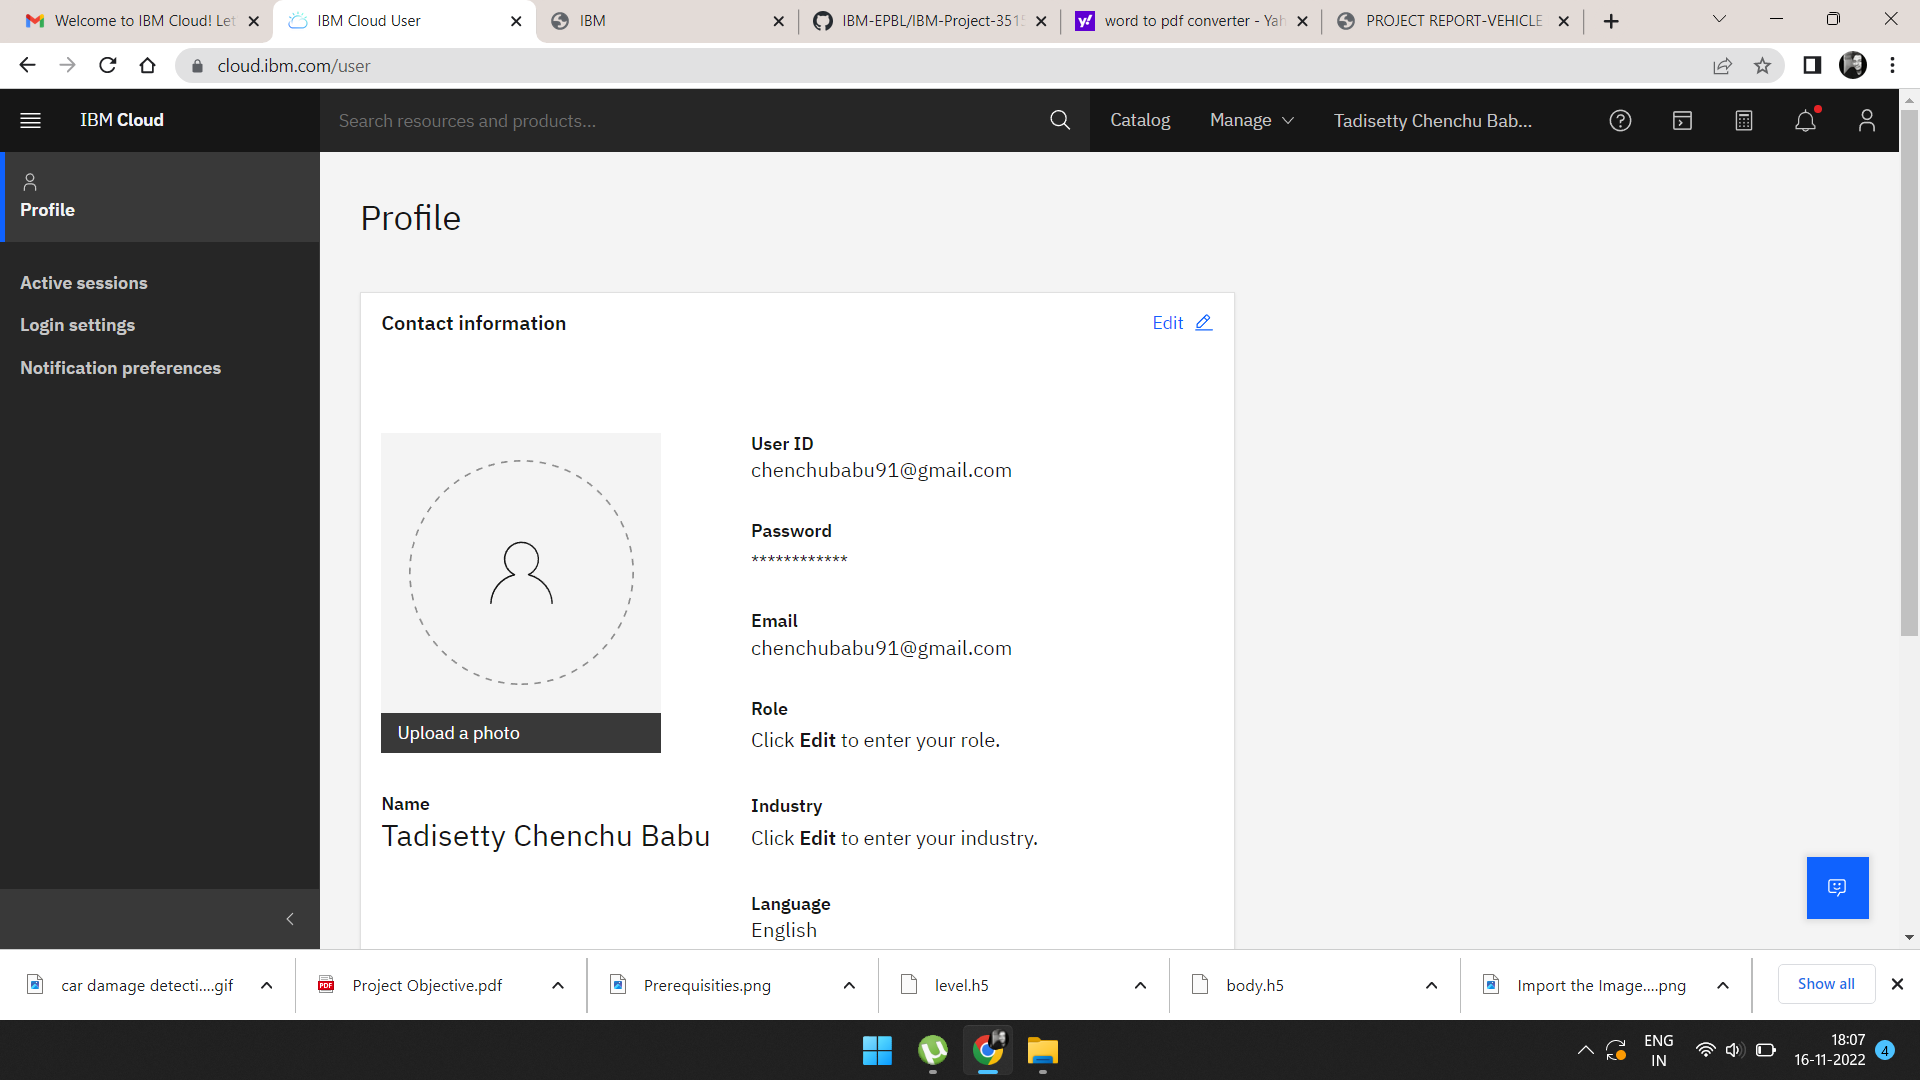 Welcome to IBM Cloud! Let
IBM Cloud User
IBM
IBM-EPBL/IBM-Project-3515
word to pdf converter - Yah
PROJECT REPORT-VEHICLE
cloud.ibm.com/user
IBM Cloud
Search resources and products...
Catalog
Manage
Tadisetty Chenchu Bab...
Profile
Active sessions
Login settings
Notification preferences
Profile
Contact information
Edit
Upload a photo
Name
Tadisetty Chenchu Babu
User ID
chenchubabu91@gmail.com
Password
************
Email
chenchubabu91@gmail.com
Role
Click Edit to enter your role.
Industry
Click Edit to enter your industry.
Language
English
car damage detecti....gif
PDF
Project Objective.pdf
Prerequisities.png
level.h5
body.h5
Import the Image....png
Show all
ENG
IN
18:07
16-11-2022
4